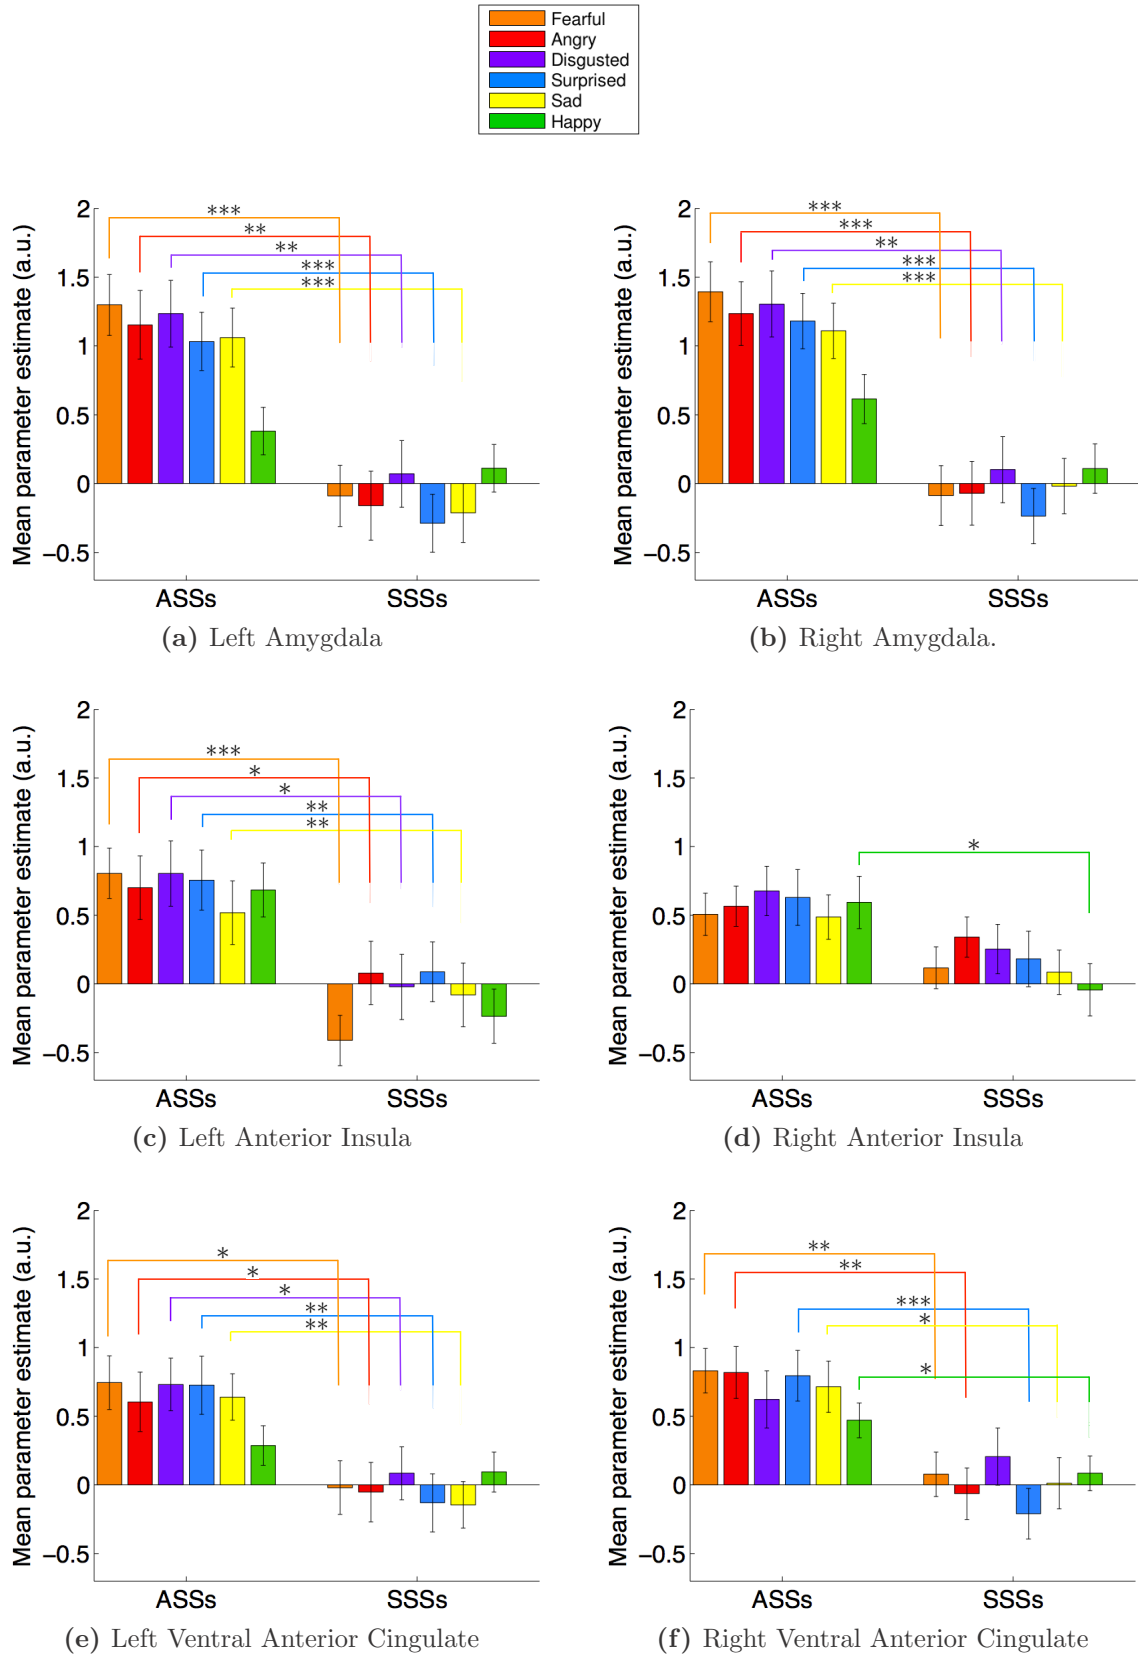 Fearful
Angry
Disgusted
Surprised
Sad
Happy
Mean parameter estimate (a.u.)
2
1.5
1
0.5
0
−0.5
***
**
**
***
***
ASSs SSSs
(a) Left Amygdala
Mean parameter estimate (a.u.)
2
1.5
1
0.5
0
−0.5
***
***
**
***
***
ASSs SSSs
(b) Right Amygdala.
Mean parameter estimate (a.u.)
2
1.5
1
0.5
0
−0.5
***
*
*
**
**
ASSs SSSs
(c) Left Anterior Insula
Mean parameter estimate (a.u.)
2
1.5
1
0.5
0
−0.5
*
ASSs SSSs
(d) Right Anterior Insula
Mean parameter estimate (a.u.)
2
1.5
1
0.5
0
−0.5
*
*
*
**
**
ASSs SSSs
(e) Left Ventral Anterior Cingulate
Mean parameter estimate (a.u.)
2
1.5
1
0.5
0
−0.5
**
**
***
*
*
ASSs SSSs
(f) Right Ventral Anterior Cingulate